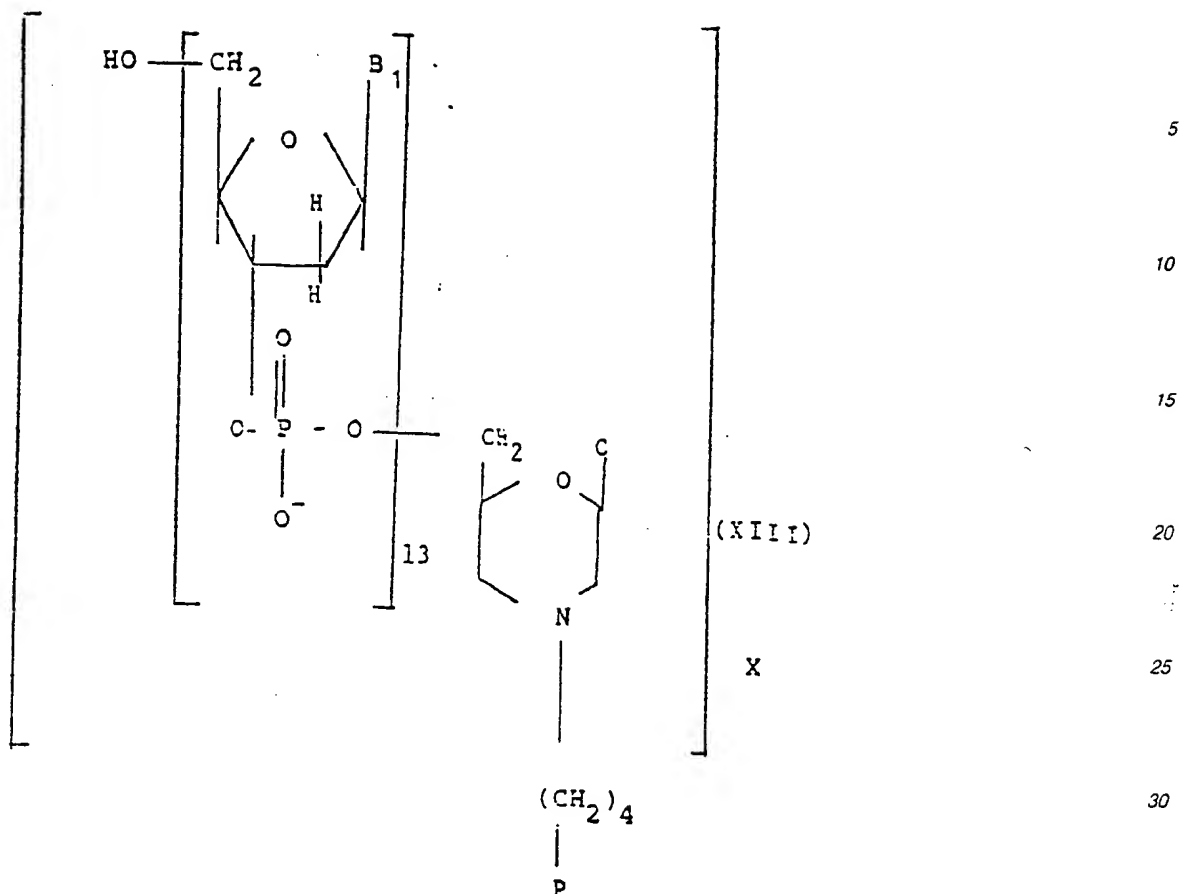 HO CH2 B1
O
5
H
10
H
O
15
O- P - O CH2 C
O
O-
(XIII) 20
13
N
X 25
(CH2)4 30
P